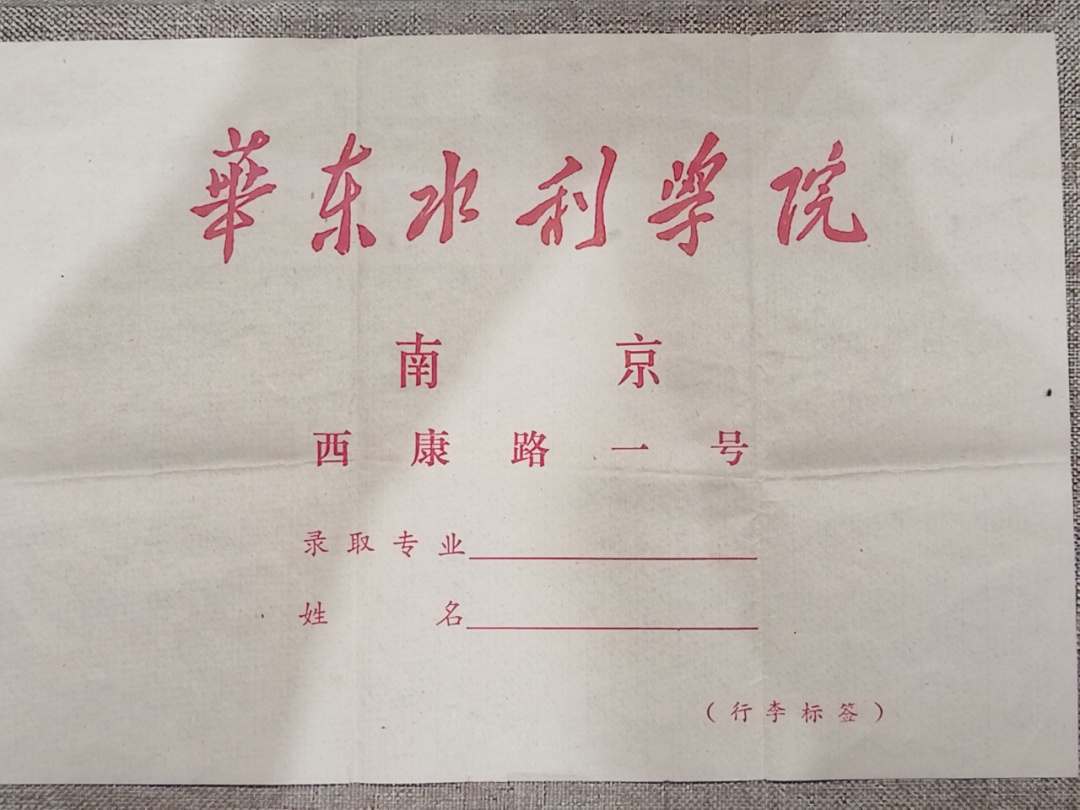 華东水利学院
南京
西康路一号
录取专业
姓名
（行李标签）